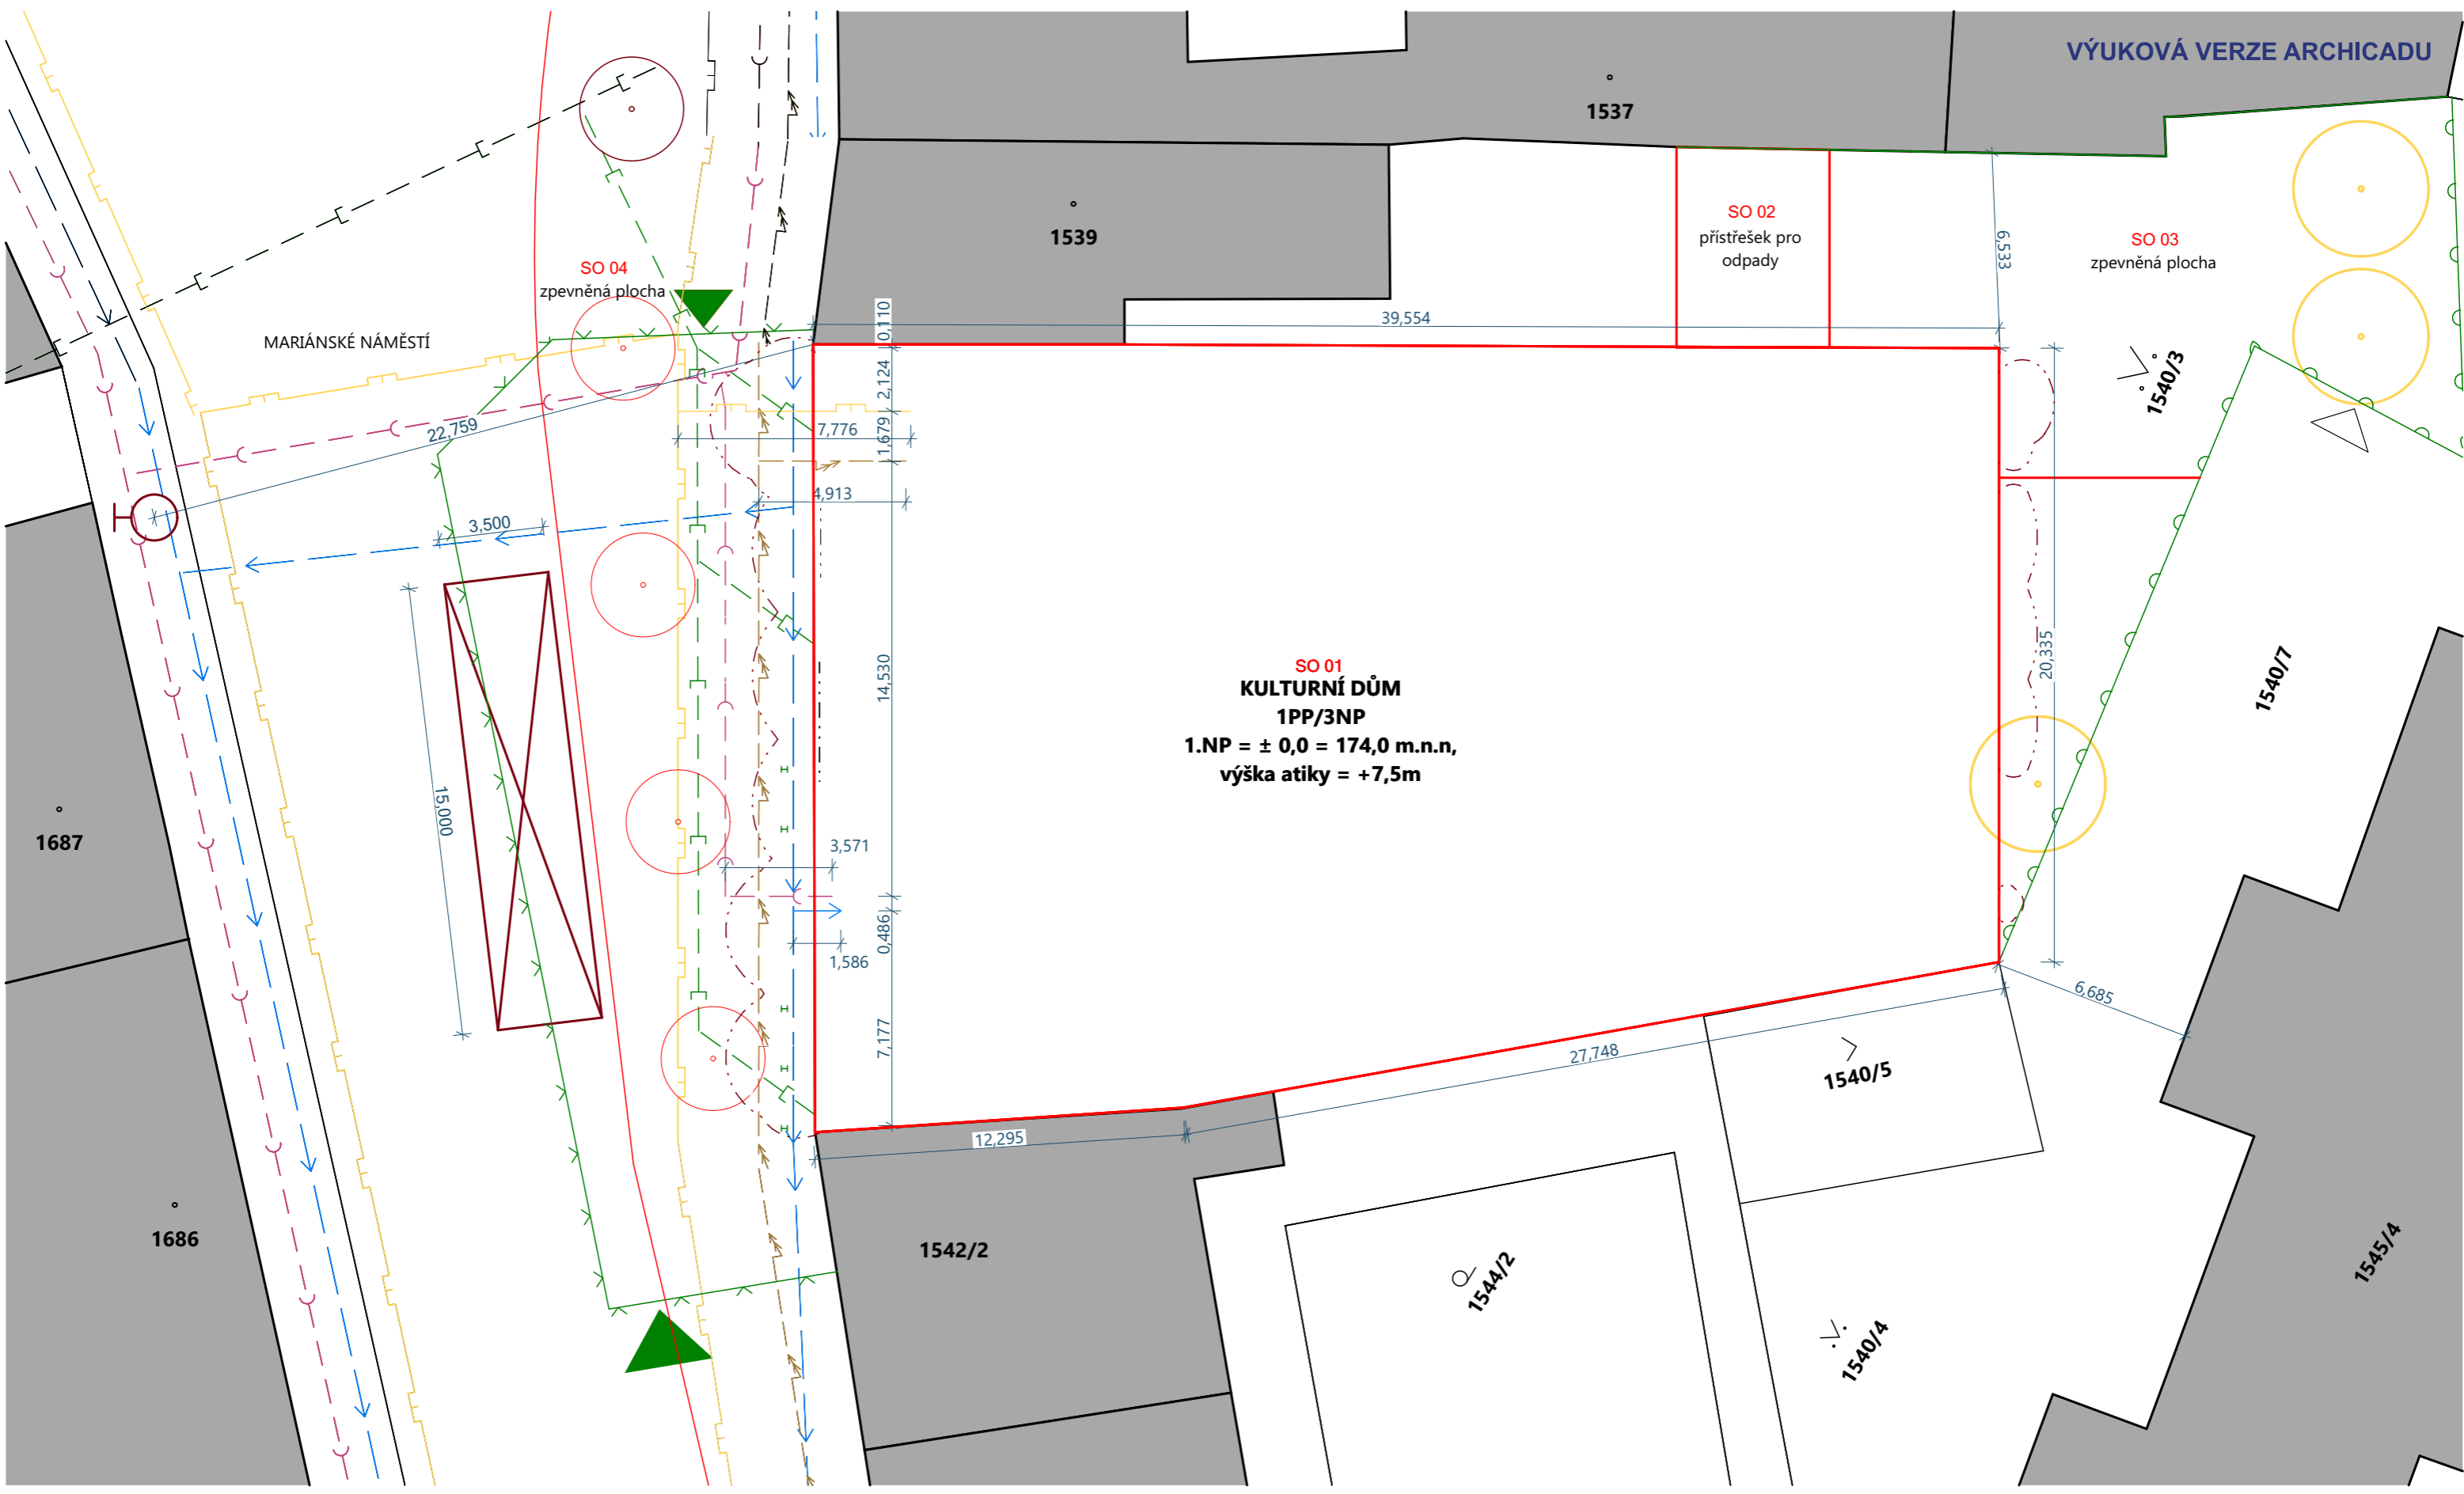 VÝUKOVÁ VERZE ARCHICADU
1537
1539
SO 02
přístřešek pro
odpady
6,533
SO 03
zpevněná plocha
SO 04
zpevněná plocha
MARIÁNSKÉ NÁMĚSTÍ
0,110
39,554
2,124
1540/3
22,759
7,776
1,679
4,913
3,500
14,530
SO 01
KULTURNÍ DŮM
1PP/3NP
1.NP = ± 0,0 = 174,0 m.n.n,
výška atiky = +7,5m
20,335
1540/7
15,000
1687
3,571
0,486
1,586
6,685
7,177
27,748
1540/5
12,295
1686
1542/2
1544/2
1540/4
1545/4